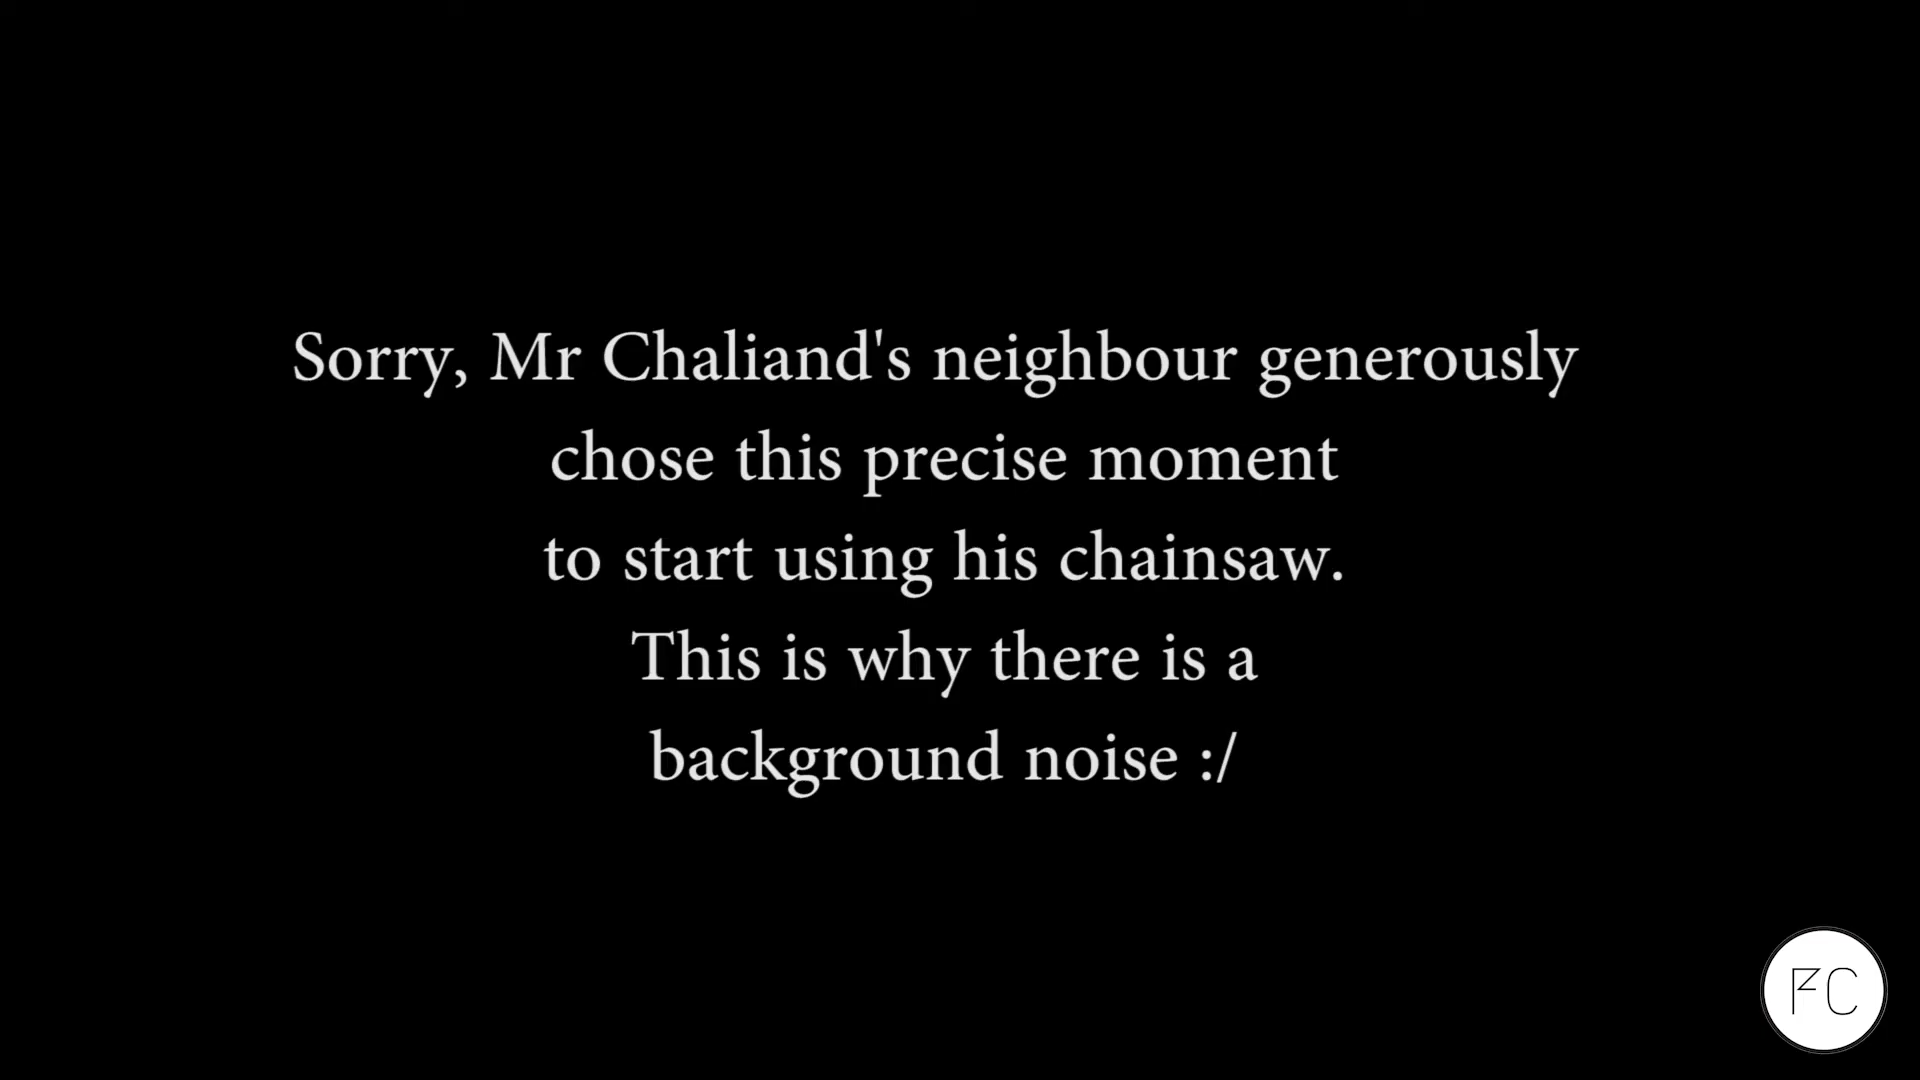 Sorry, Mr Chaliand's neighbour generously
chose this precise moment
to start using his chainsaw.
This is why there is a
background noise :/
FC